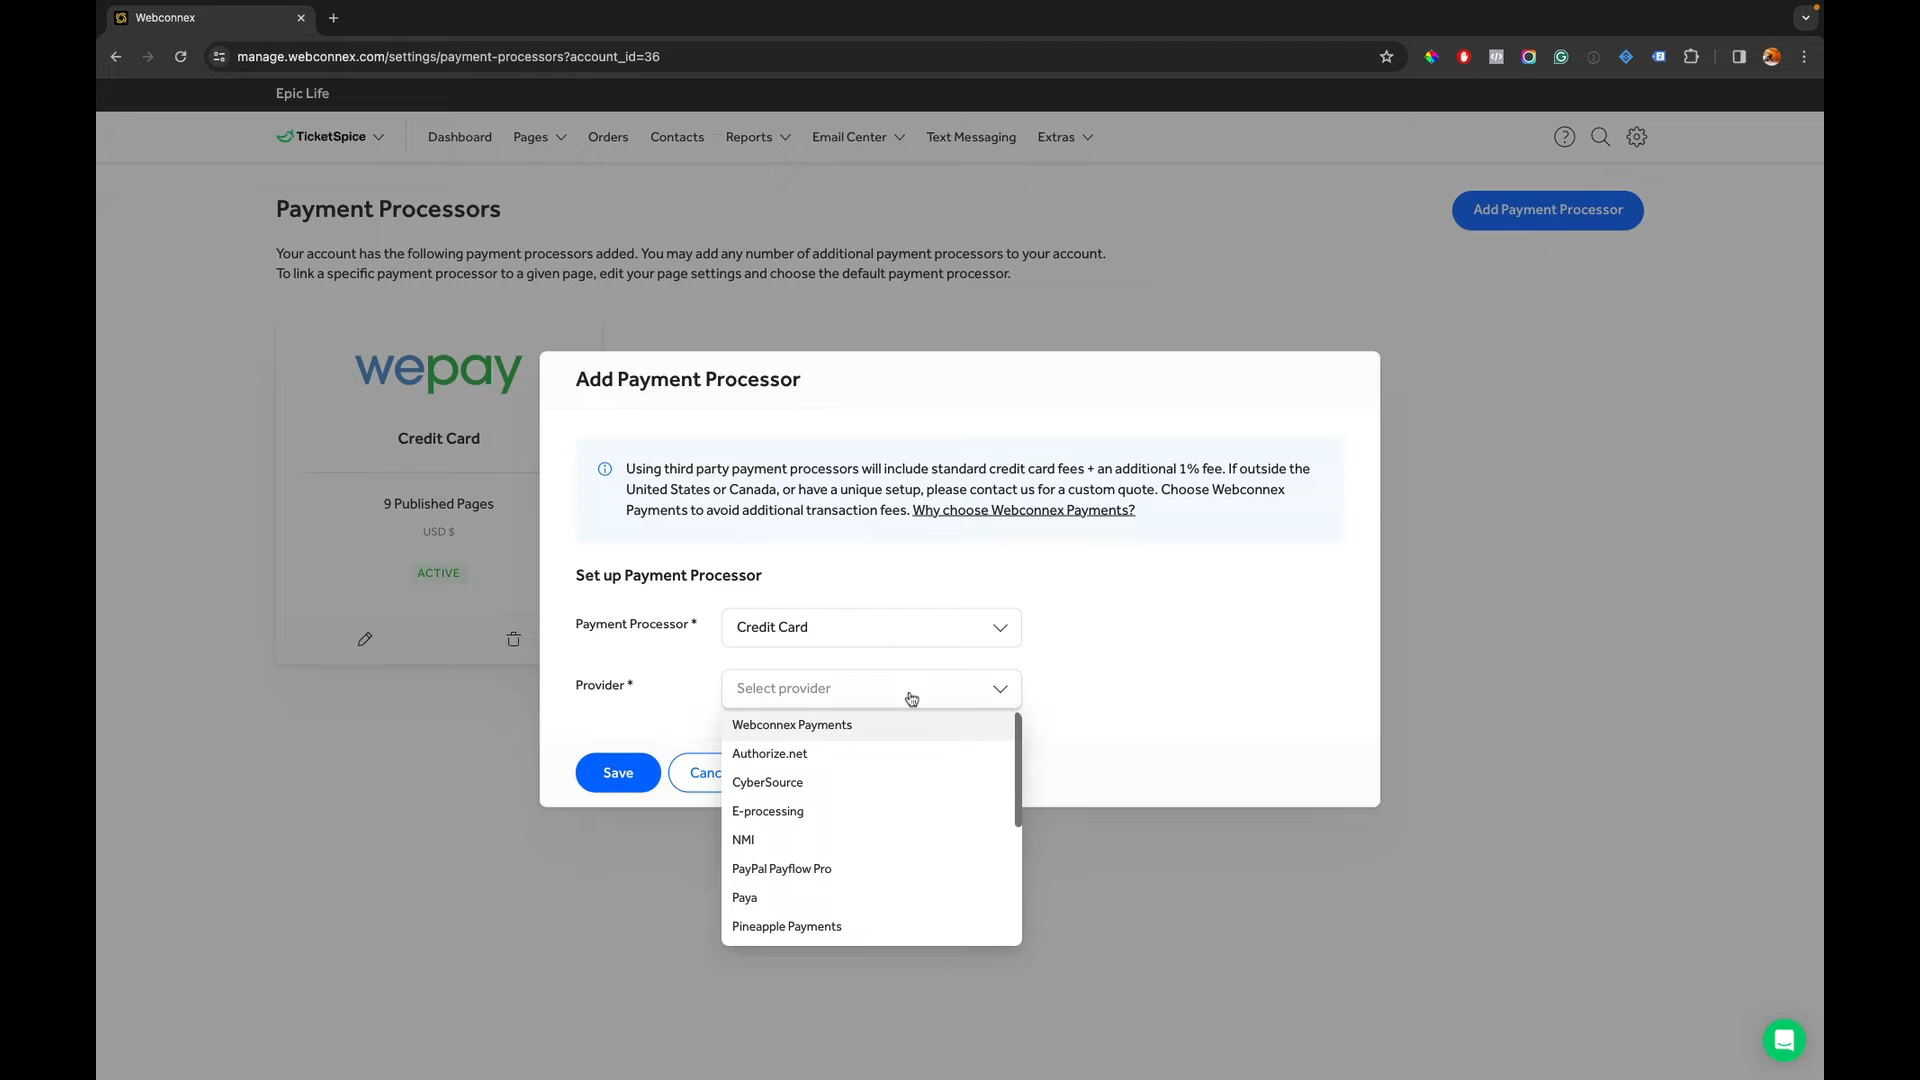 Webconnex
manage.webconnex.com/settings/payment-processors?account_id=36
Epic Life
TicketSpice Dashboard Pages Orders Contacts Reports Email Center Text Messaging Extras
Payment Processors
Add Payment Processor
Your account has the following payment processors added. You may add any number of additional payment processors to your account.
To link a specific payment processor to a given page, edit your page settings and choose the default payment processor.
wepay
Credit Card
9 Published Pages
USD $
ACTIVE
Add Payment Processor
Using third party payment processors will include standard credit card fees + an additional 1% fee. If outside the
United States or Canada, or have a unique setup, please contact us for a custom quote. Choose Webconnex
Payments to avoid additional transaction fees. Why choose Webconnex Payments?
Set up Payment Processor
Payment Processor * Credit Card
Provider * Select provider
Webconnex Payments
Authorize.net
Save Canc
CyberSource
E-processing
NMI
PayPal Payflow Pro
Paya
Pineapple Payments